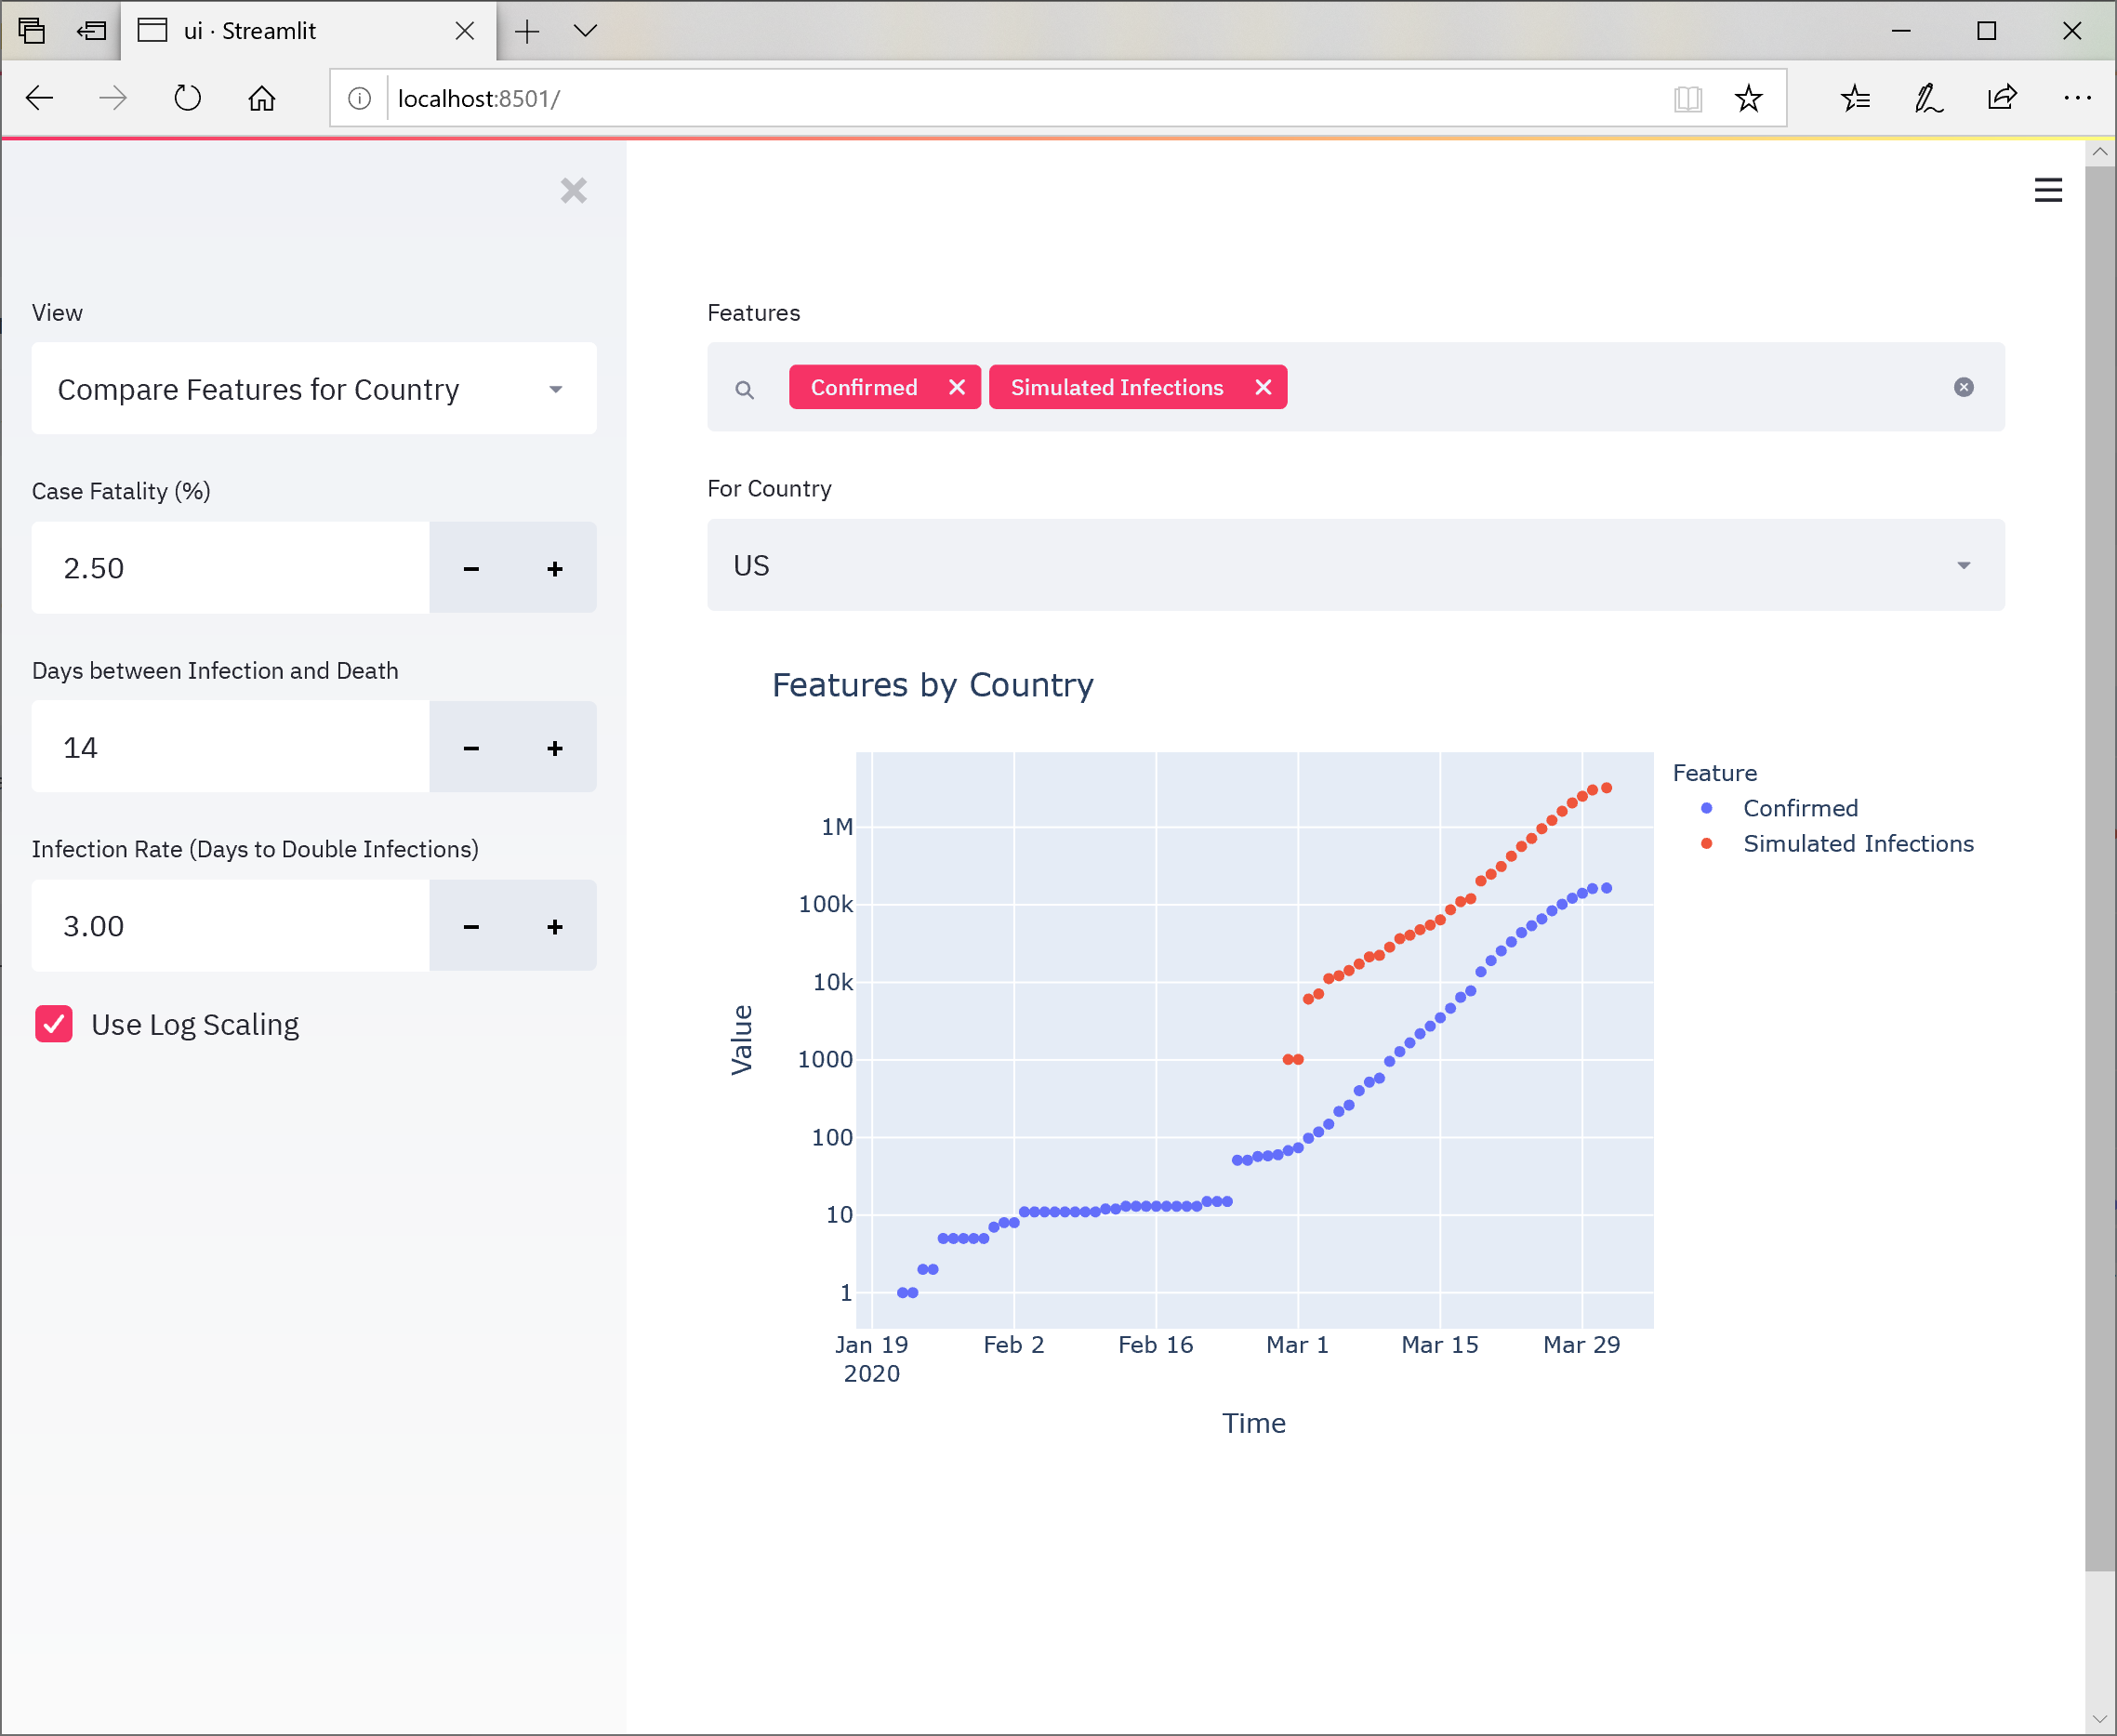 ui · Streamlit
localhost:8501/
View
Compare Features for Country
Case Fatality (%)
2.50
Days between Infection and Death
14
Infection Rate (Days to Double Infections)
3.00
Use Log Scaling
Features
Confirmed
Simulated Infections
For Country
US
Features by Country
Feature
Confirmed
Simulated Infections
Value
1M
100k
10k
1000
100
10
1
Jan 19
2020
Feb 2
Feb 16
Mar 1
Mar 15
Mar 29
Time